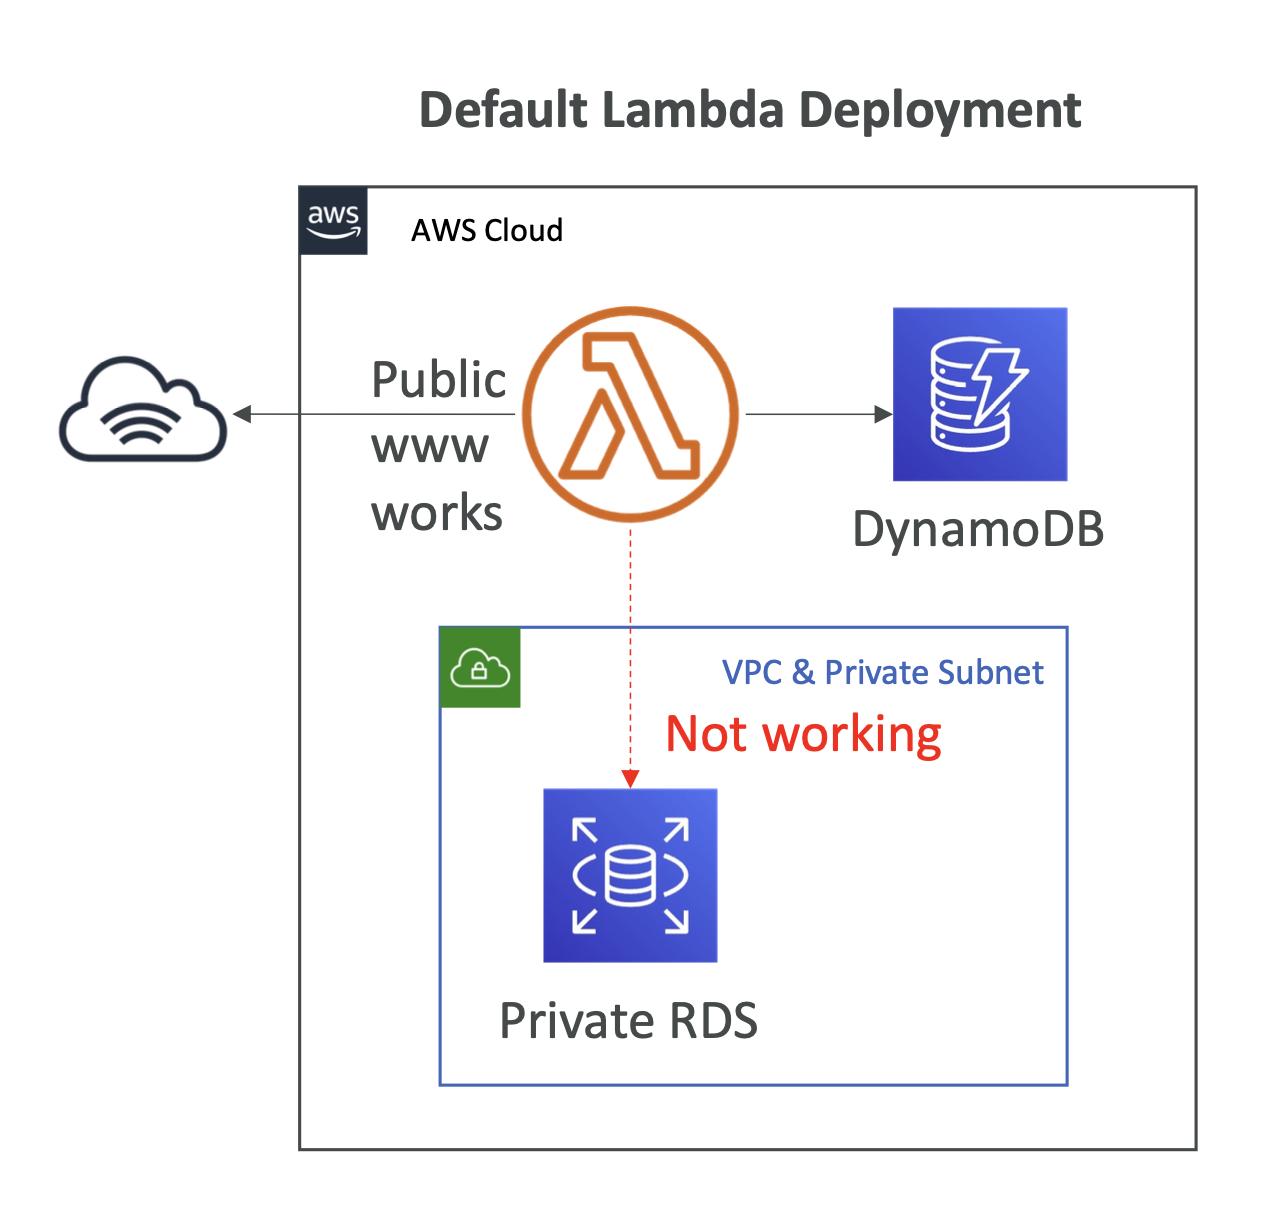 Default Lambda Deployment
aws
AWS Cloud
Public
www
works
DynamoDB
VPC & Private Subnet
Not working
Private RDS